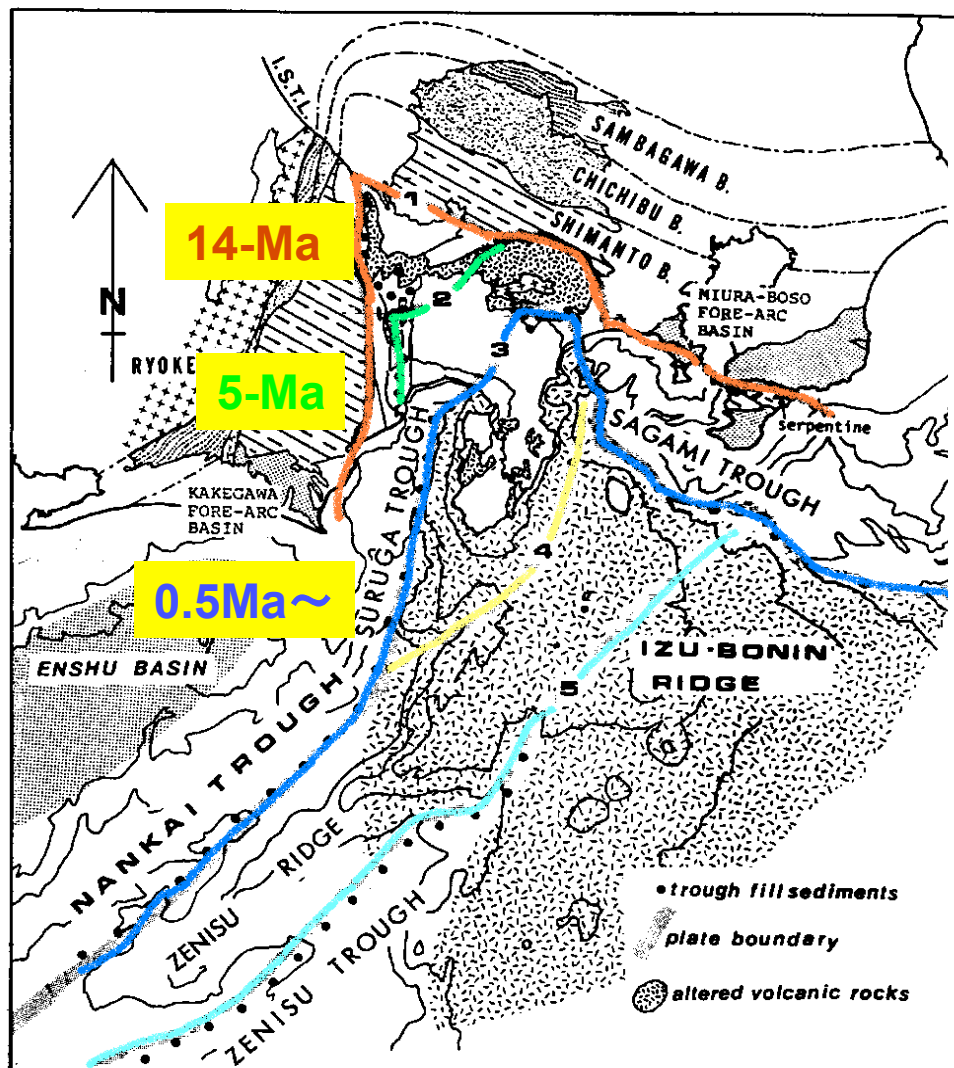 I.S.T.L.
SAMBAGAWA B.
CHICHIBU B.
SHIMANTO B.
1
14-Ma
N
2
MIURA-BOSO
FORE-ARC
BASIN
3
RYOKE
5-Ma
Serpentine
SAGAMI TROUGH
SURUGA TROUGH
KAKEGAWA
FORE-ARC
BASIN
4
0.5Ma～
ENSHU BASIN
IZU-BONIN
RIDGE
5
NANKAI TROUGH
ZENISU RIDGE
ZENISU TROUGH
trough fill sediments
plate boundary
altered volcanic rocks